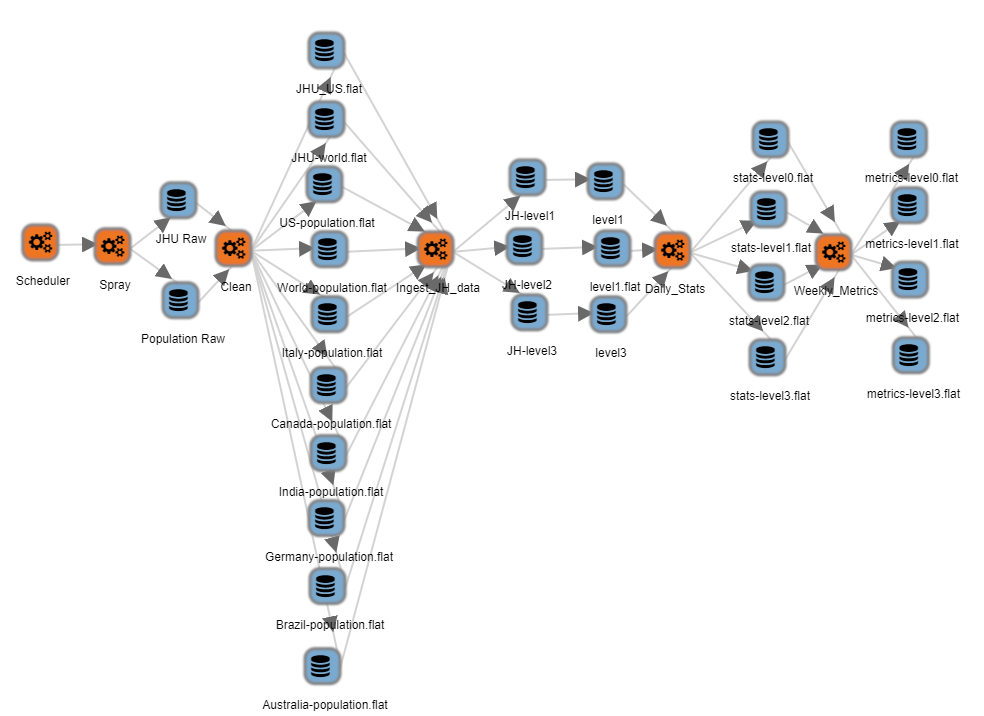 Scheduler
Spray
JHU Raw
Population Raw
Clean
JHU_US.flat
JHU-world.flat
US-population.flat
World-population.flat
Italy-population.flat
Canada-population.flat
India-population.flat
Germany-population.flat
Brazil-population.flat
Australia-population.flat
Ingest_JH_data
JH-level1
JH-level2
JH-level3
level1
level1.flat
level3
Daily_Stats
stats-level0.flat
stats-level1.flat
stats-level2.flat
stats-level3.flat
Weekly_Metrics
metrics-level0.flat
metrics-level1.flat
metrics-level2.flat
metrics-level3.flat